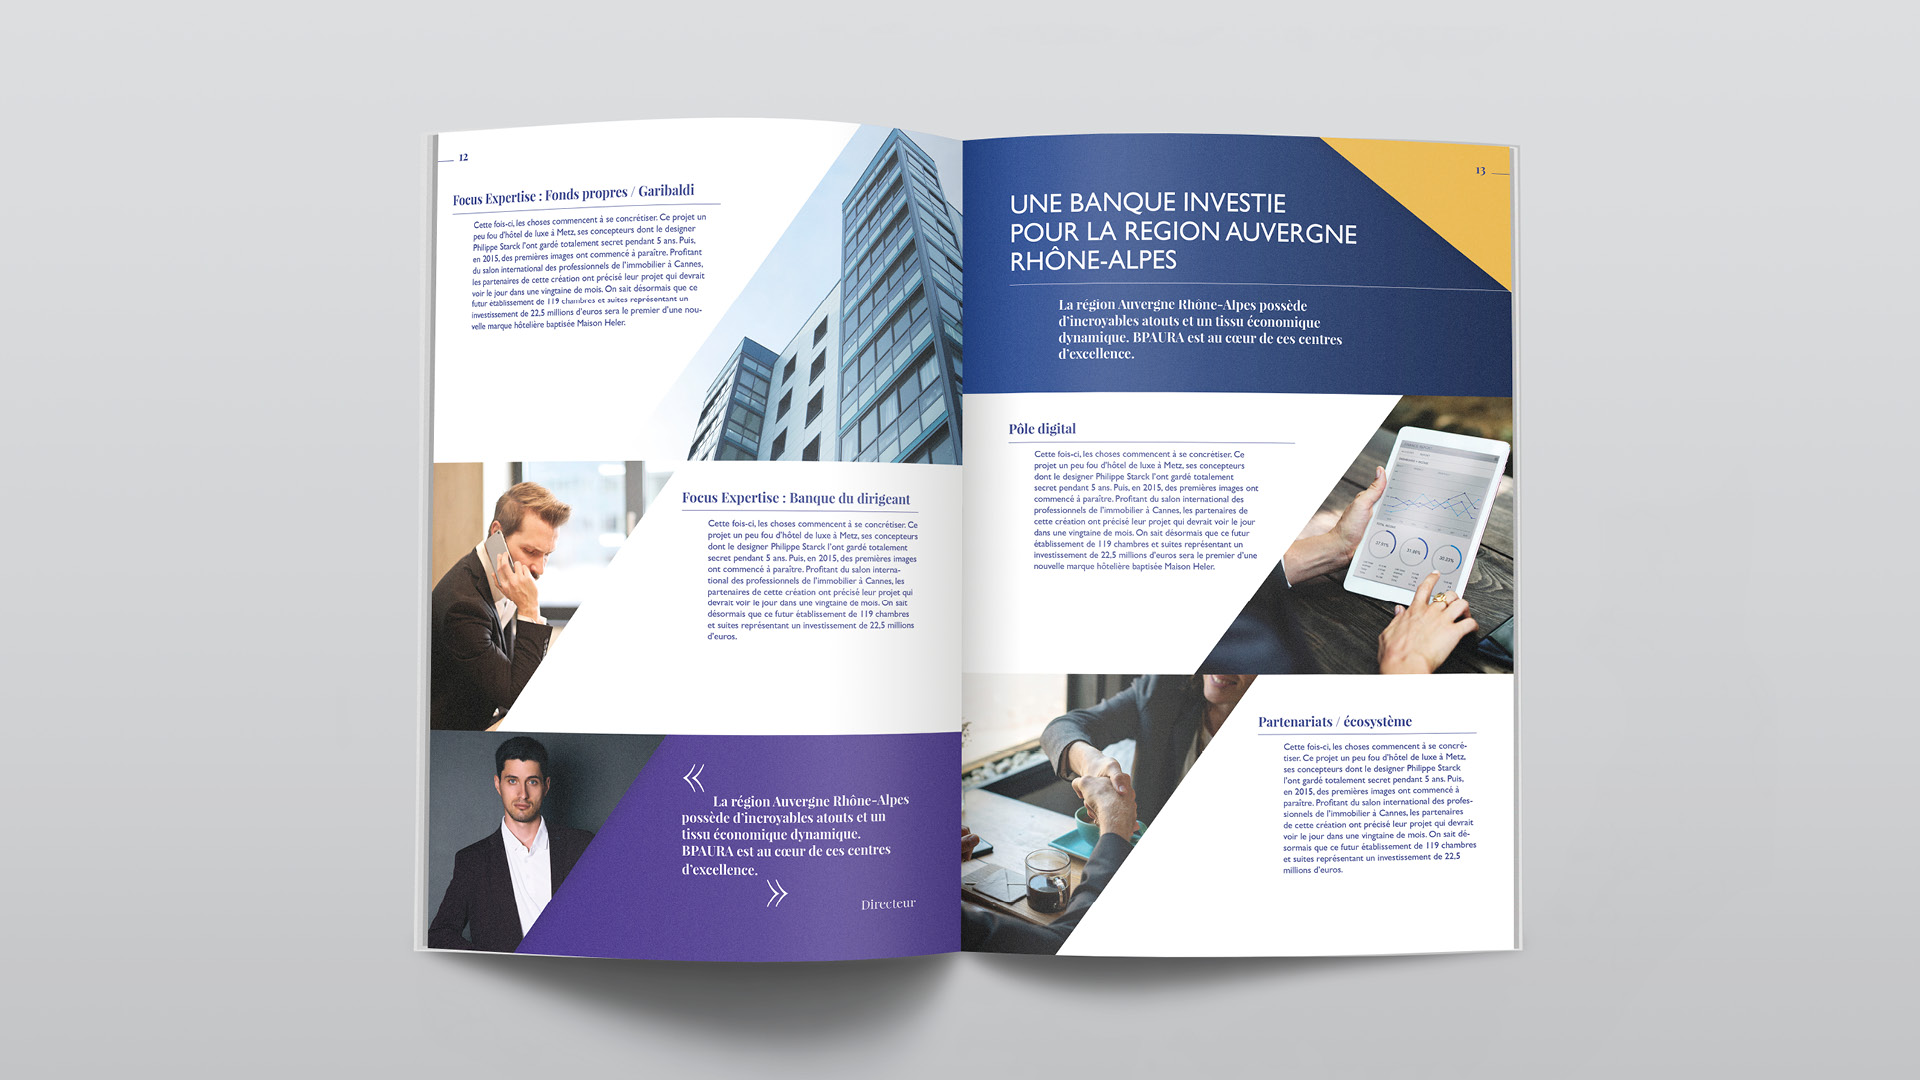 12
Focus Expertise : Fonds propres / Garibaldi
Cette fois-ci, les choses commencent à se concrétiser. Ce projet un
peu fou d'hôtel de luxe à Metz, ses concepteurs dont le designer
Philippe Starck l'ont gardé totalement secret pendant 5 ans. Puis,
en 2015, des premières images ont commencé à paraître. Profitant
du salon international des professionnels de l'immobilier à Cannes,
les partenaires de cette création ont précisé leur projet qui devrait
voir le jour dans une vingtaine de mois. On sait désormais que ce
futur établissement de 119 chambres et suites représentant un
investissement de 22,5 millions d'euros sera le premier d'une nou-
velle marque hôtelière baptisée Maison Heler.
Focus Expertise : Banque du dirigeant
Cette fois-ci, les choses commencent à se concrétiser. Ce
projet un peu fou d'hôtel de luxe à Metz, ses concepteurs
dont le designer Philippe Starck l'ont gardé totalement
secret pendant 5 ans. Puis, en 2015, des premières images
ont commencé à paraître. Profitant du salon interna-
tional des professionnels de l'immobilier à Cannes, les
partenaires de cette création ont précisé leur projet qui
devrait voir le jour dans une vingtaine de mois. On sait
désormais que ce futur établissement de 119 chambres
et suites représentant un investissement de 22,5 millions
d'euros.
«
La région Auvergne Rhône-Alpes
possède d'incroyables atouts et un
tissu économique dynamique.
BPAURA est au cœur de ces centres
d'excellence.
»
Directeur
13
UNE BANQUE INVESTIE
POUR LA REGION AUVERGNE
RHÔNE-ALPES
La région Auvergne Rhône-Alpes possède
d'incroyables atouts et un tissu économique
dynamique. BPAURA est au cœur de ces centres
d'excellence.
Pôle digital
Cette fois-ci, les choses commencent à se concrétiser. Ce
projet un peu fou d'hôtel de luxe à Metz, ses concepteurs
dont le designer Philippe Starck l'ont gardé totalement
secret pendant 5 ans. Puis, en 2015, des premières images ont
commencé à paraître. Profitant du salon international des
professionnels de l'immobilier à Cannes, les partenaires de
cette création ont précisé leur projet qui devrait voir le jour
dans une vingtaine de mois. On sait désormais que ce futur
établissement de 119 chambres et suites représentant un
investissement de 22,5 millions d'euros sera le premier d'une
nouvelle marque hôtelière baptisée Maison Heler.
Partenariats / écosystème
Cette fois-ci, les choses commencent à se concré-
tiser. Ce projet un peu fou d'hôtel de luxe à Metz,
ses concepteurs dont le designer Philippe Starck
l'ont gardé totalement secret pendant 5 ans. Puis,
en 2015, des premières images ont commencé à
paraître. Profitant du salon international des profes-
sionnels de l'immobilier à Cannes, les partenaires
de cette création ont précisé leur projet qui devrait
voir le jour dans une vingtaine de mois. On sait dé-
sormais que ce futur établissement de 119 chambres
et suites représentant un investissement de 22,5
millions d'euros.